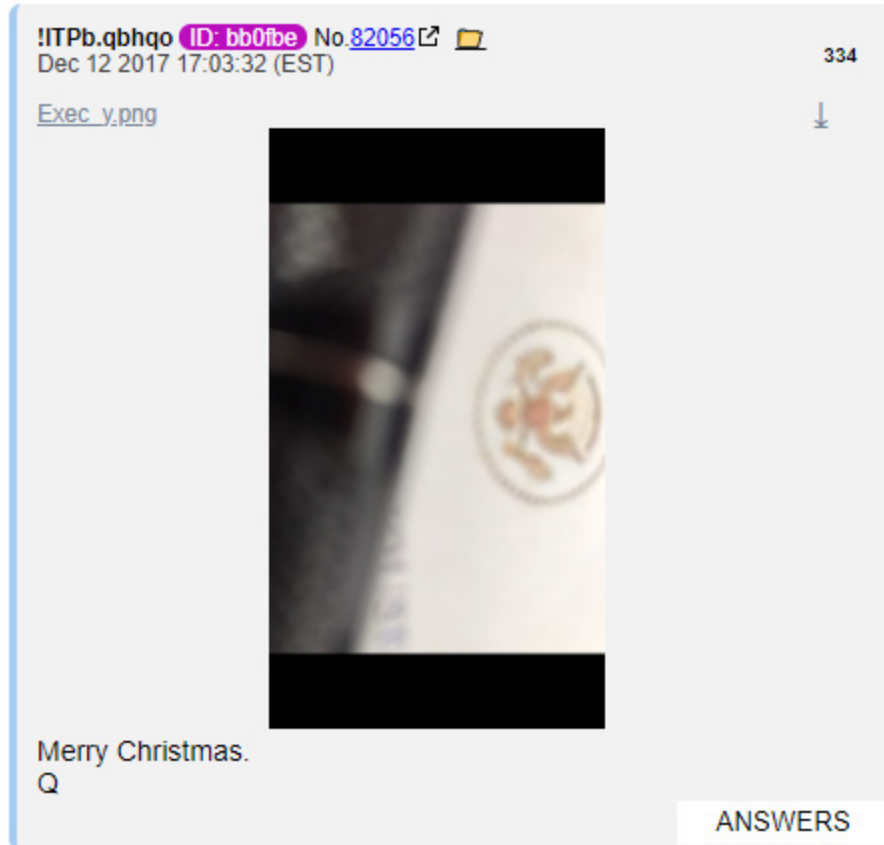 !ITPb.qbhqo ID: bb0fbe No.82056
334
Dec 12 2017 17:03:32 (EST)
Exec_y.png
Merry Christmas.
Q
ANSWERS